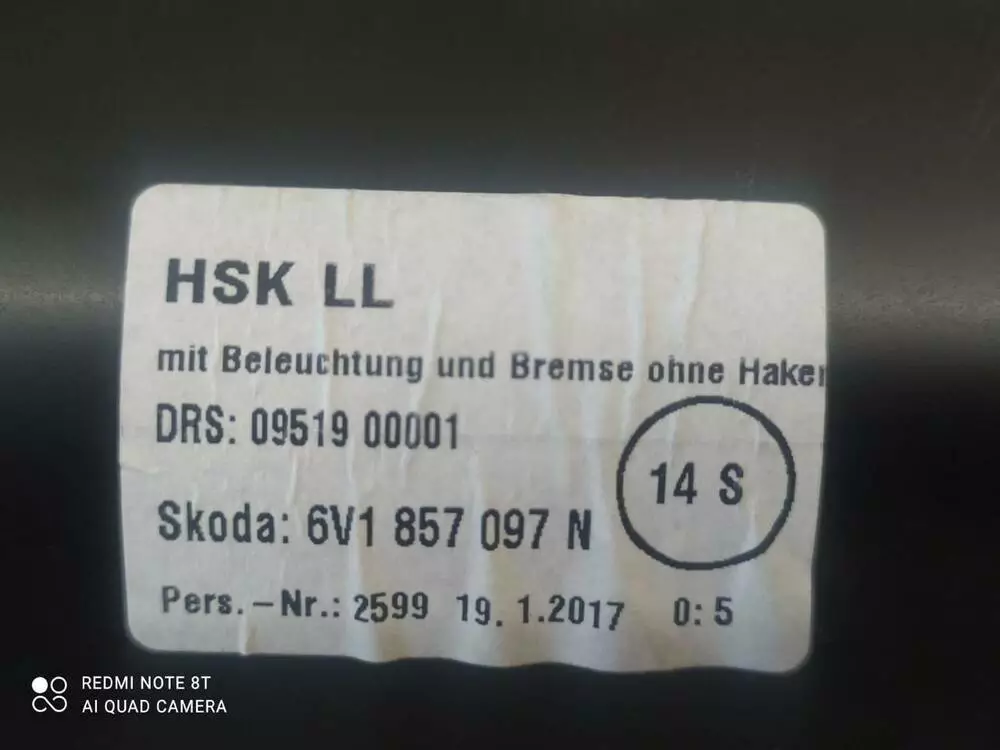 HSK LL
mit Beleuchtung und Bremse ohne Haken
DRS: 09519 00001
14 S
Skoda: 6V1 857 097 N
Pers.-Nr.: 2599 19. 1.2017 0: 5
REDMI NOTE 8T
AI QUAD CAMERA